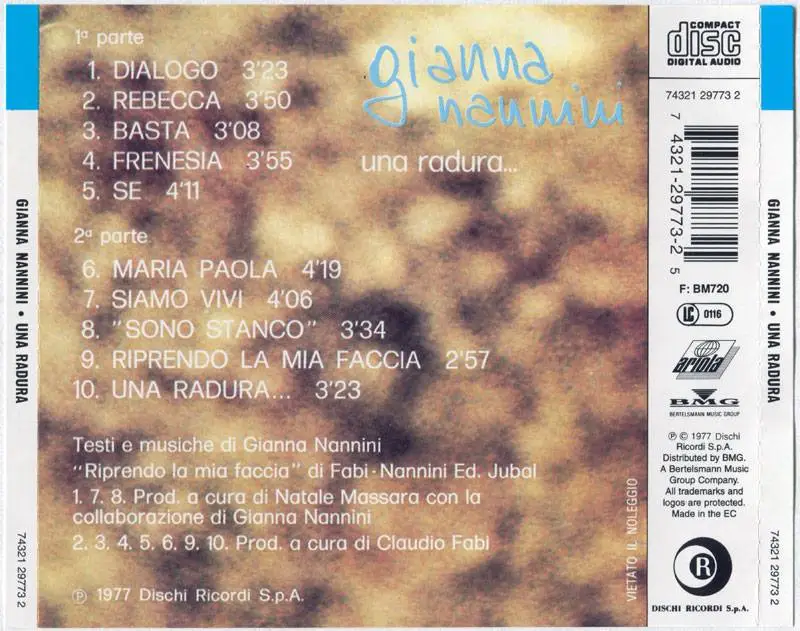 1ª parte
1. DIALOGO 3'23
2. REBECCA 3'50
3. BASTA 3'08
4. FRENESIA 3'55
5. SE 4'11
gianna
nannini
una radura...
2ª parte
6. MARIA PAOLA 4'19
7. SIAMO VIVI 4'06
8. "SONO STANCO" 3'34
9. RIPRENDO LA MIA FACCIA 2'57
10. UNA RADURA... 3'23
Testi e musiche di Gianna Nannini
"Riprendo la mia faccia" di Fabi-Nannini Ed. Jubal
1. 7. 8. Prod. a cura di Natale Massara con la
collaborazione di Gianna Nannini
2. 3. 4. 5. 6. 9. 10. Prod. a cura di Claudio Fabi
℗ 1977 Dischi Ricordi S.p.A.
VIETATO IL NOLEGGIO
GIANNA NANNINI • UNA RADURA
74321 29773 2
COMPACT
disc
DIGITAL AUDIO
74321 29773 2
7 4321-29773-2 5
F: BM720
LC 0116
ariola
BMG
BERTELSMANN MUSIC GROUP
℗ © 1977 Dischi
Ricordi S.p.A.
Distributed by BMG.
A Bertelsmann Music
Group Company.
All trademarks and
logos are protected.
Made in the EC
R
DISCHI RICORDI S.p.A.
GIANNA NANNINI • UNA RADURA
74321 29773 2